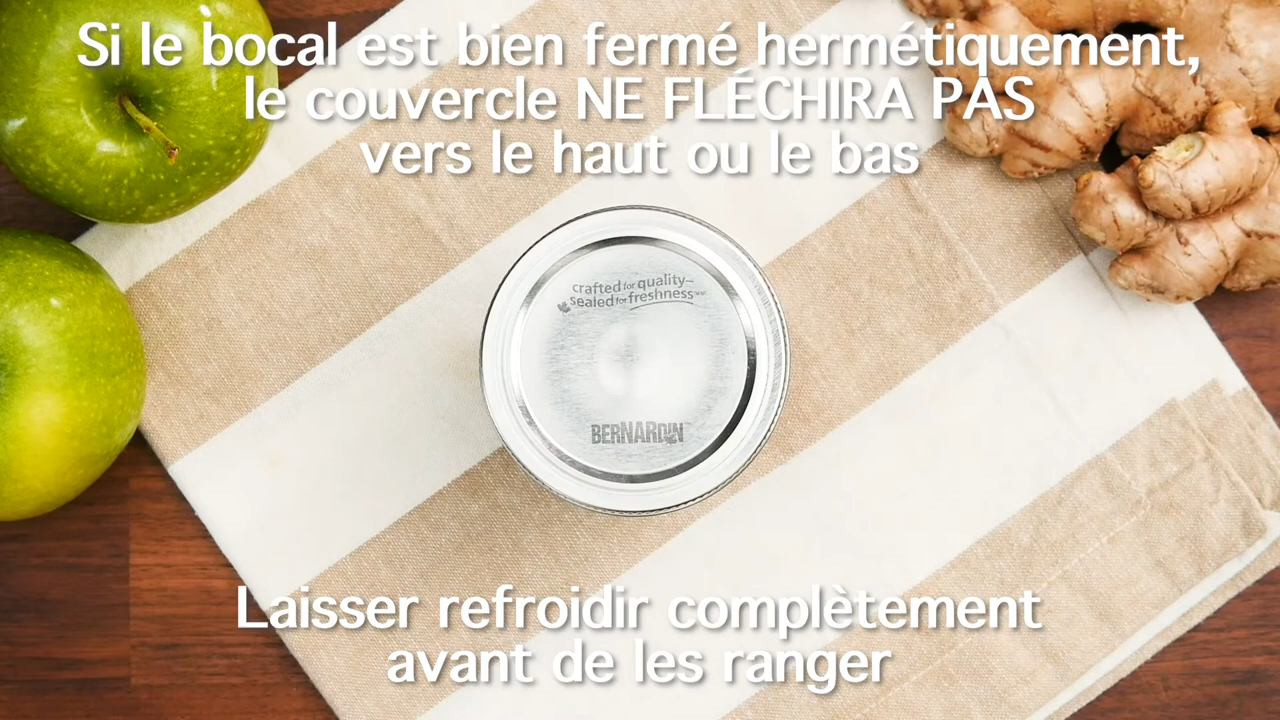 Si le bocal est bien fermé hermétiquement,
le couvercle NE FLÉCHIRA PAS
vers le haut ou le bas
crafted for quality–
sealed for freshness
BERNARDIN
Laisser refroidir complètement
avant de les ranger